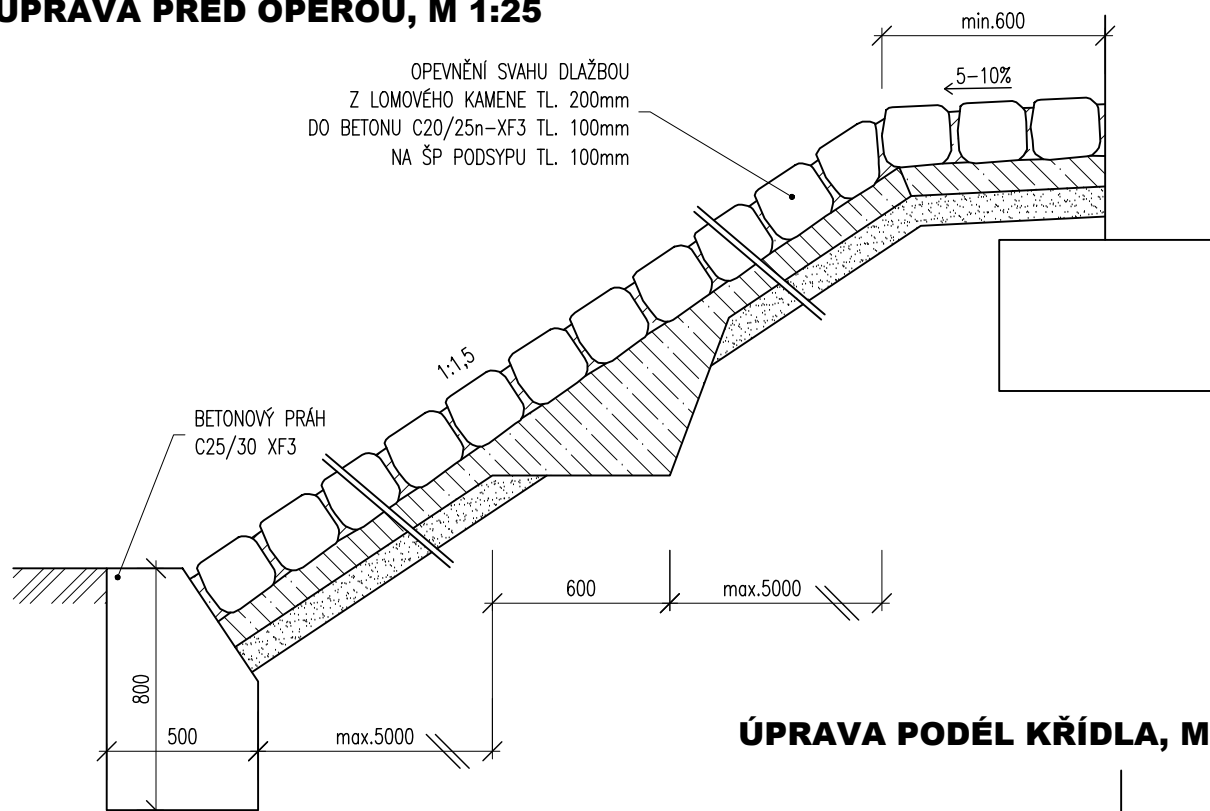 ÚPRAVA PŘED OPĚROU, M 1:25
min.600
5-10%
OPEVNĚNÍ SVAHU DLAŽBOU
Z LOMOVÉHO KAMENE TL. 200mm
DO BETONU C20/25n-XF3 TL. 100mm
NA ŠP PODSYPU TL. 100mm
1:1,5
BETONOVÝ PRÁH
C25/30 XF3
600
max.5000
800
500
max.5000
ÚPRAVA PODÉL KŘÍDLA, M